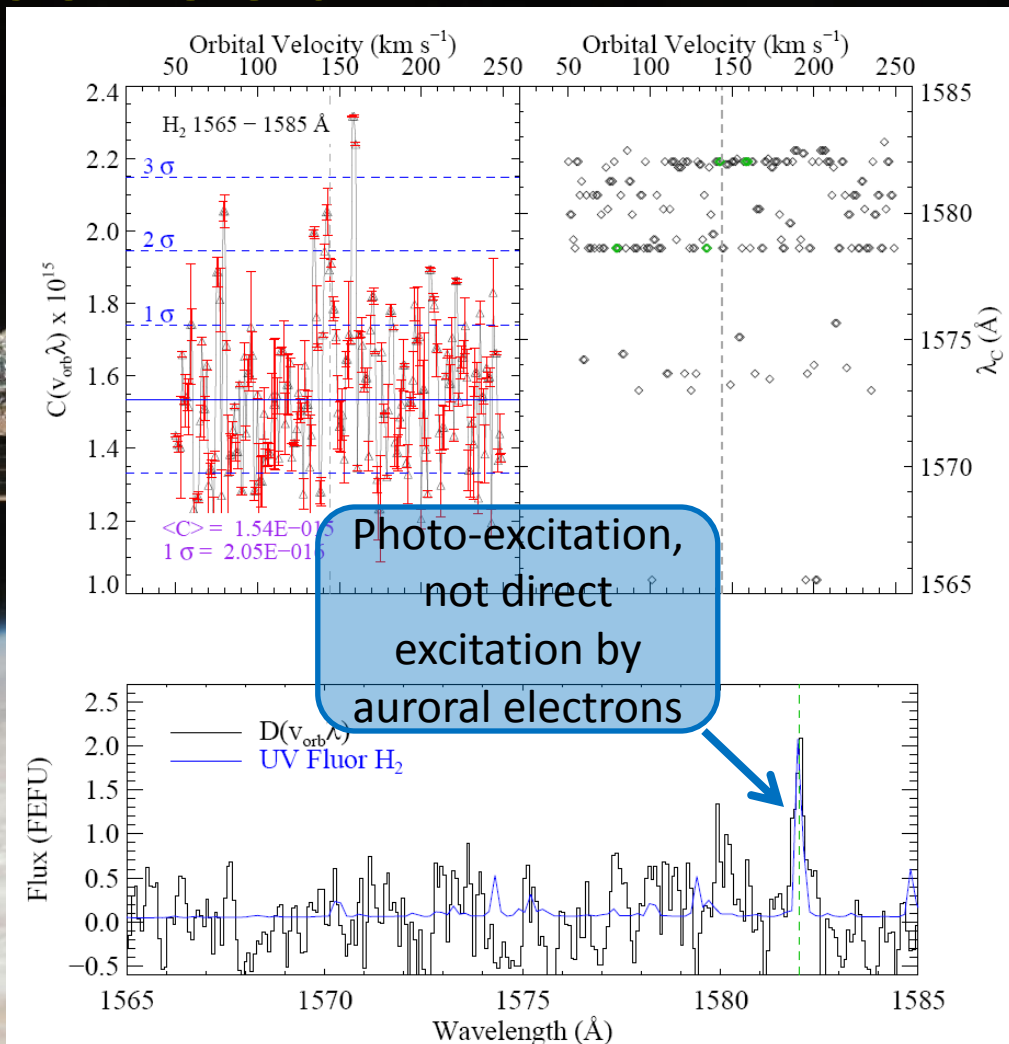 Orbital Velocity (km s⁻¹) Orbital Velocity (km s⁻¹)
50 100 150 200 250 50 100 150 200 250
H₂ 1565 − 1585 Å
2.4
2.2
2.0
1.8
1.6
1.4
1.2
1.0
C(v_orb λ) x 10¹⁵
3 σ
2 σ
1 σ
<C> = 1.54E−015
1 σ = 2.05E−016
1585
1580
1575
1570
1565
λ_C (Å)
Photo-excitation,
not direct
excitation by
auroral electrons
D(v_orb λ)
UV Fluor H₂
2.5
2.0
1.5
1.0
0.5
0.0
−0.5
Flux (FEFU)
1565 1570 1575 1580 1585
Wavelength (Å)